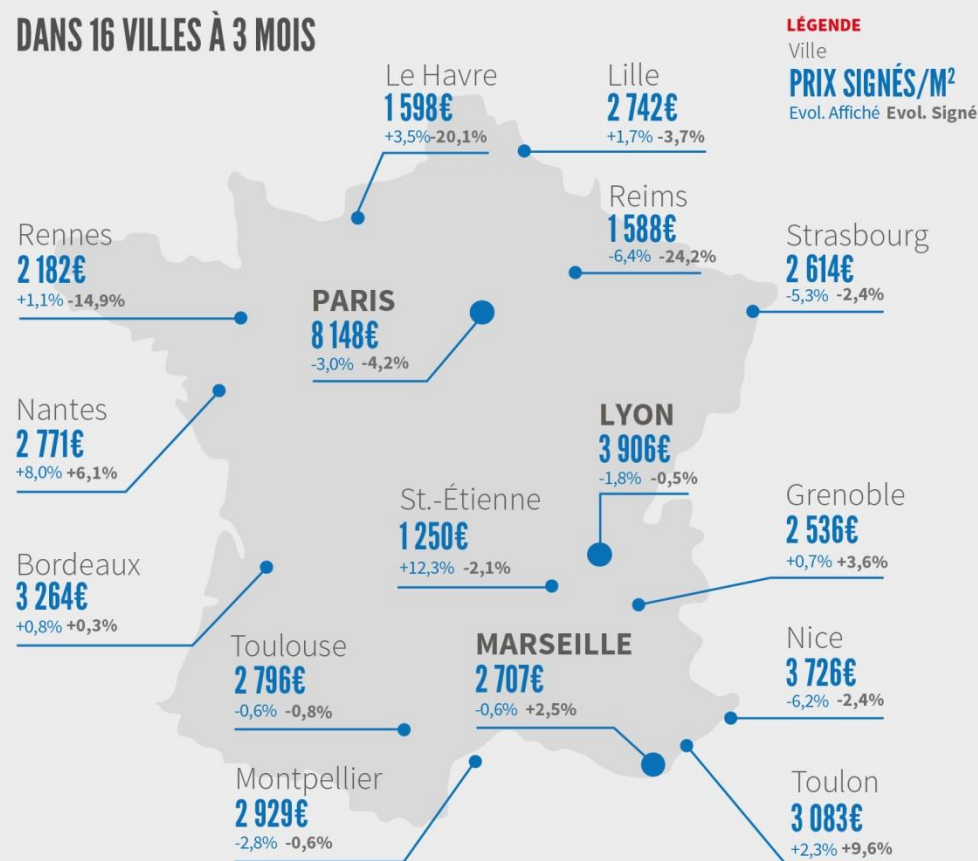 DANS 16 VILLES À 3 MOIS
LÉGENDE
Ville
PRIX SIGNÉS/M²
Evol. Affiché Evol. Signé
Le Havre
1 598€
+3,5% -20,1%
Lille
2 742€
+1,7% -3,7%
Reims
1 588€
-6,4% -24,2%
Strasbourg
2 614€
-5,3% -2,4%
Rennes
2 182€
+1,1% -14,9%
PARIS
8 148€
-3,0% -4,2%
Nantes
2 771€
+8,0% +6,1%
LYON
3 906€
-1,8% -0,5%
St.-Étienne
1 250€
+12,3% -2,1%
Grenoble
2 536€
+0,7% +3,6%
Bordeaux
3 264€
+0,8% +0,3%
Toulouse
2 796€
-0,6% -0,8%
MARSEILLE
2 707€
-0,6% +2,5%
Nice
3 726€
-6,2% -2,4%
Montpellier
2 929€
-2,8% -0,6%
Toulon
3 083€
+2,3% +9,6%